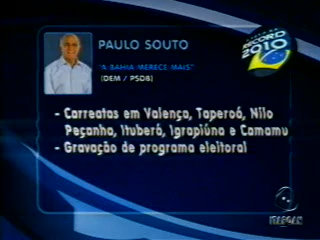 RECORD
2010
PAULO SOUTO
"A BAHIA MERECE MAIS"
(DEM / PSDB)
- Carreatas em Valença, Taperoá, Nilo
Peçanha, Ituberá, Igrapiúna e Camamu
- Gravação de programa eleitoral
ITAPOAN